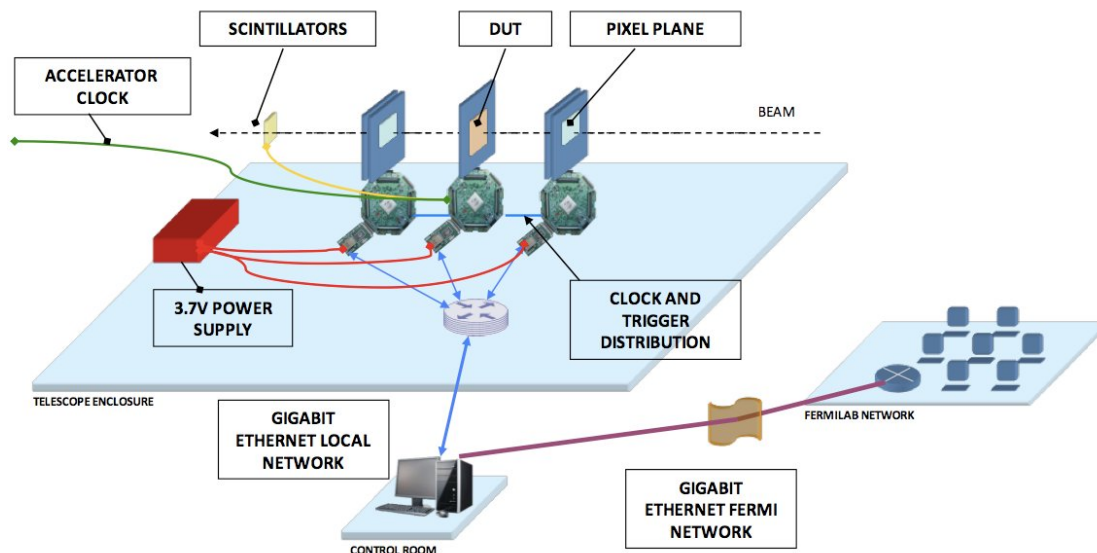 SCINTILLATORS
DUT
PIXEL PLANE
ACCELERATOR
CLOCK
BEAM
3.7V POWER
SUPPLY
CLOCK AND
TRIGGER
DISTRIBUTION
TELESCOPE ENCLOSURE
FERMILAB NETWORK
GIGABIT
ETHERNET LOCAL
NETWORK
GIGABIT
ETHERNET FERMI
NETWORK
CONTROL ROOM